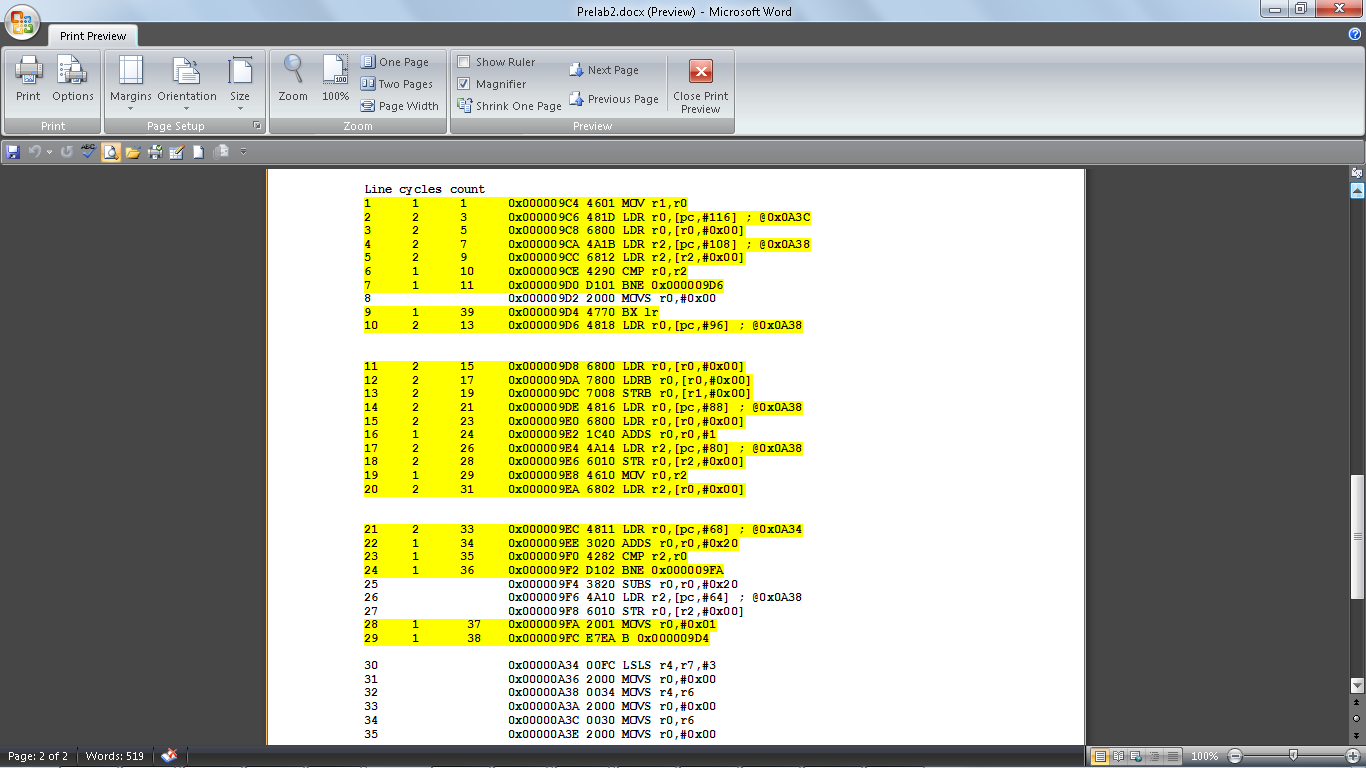 Prelab2.docx (Preview) - Microsoft Word
Print Preview
Print
Options
Margins
Orientation
Size
Zoom
100
100%
One Page
Two Pages
Page Width
Show Ruler
Magnifier
Shrink One Page
Next Page
Previous Page
Close Print
Preview
Print
Page Setup
Zoom
Preview
ABC
Line cycles count
1 1 1 0x000009C4 4601 MOV r1,r0
2 2 3 0x000009C6 481D LDR r0,[pc,#116] ; @0x0A3C
3 2 5 0x000009C8 6800 LDR r0,[r0,#0x00]
4 2 7 0x000009CA 4A1B LDR r2,[pc,#108] ; @0x0A38
5 2 9 0x000009CC 6812 LDR r2,[r2,#0x00]
6 1 10 0x000009CE 4290 CMP r0,r2
7 1 11 0x000009D0 D101 BNE 0x000009D6
8 0x000009D2 2000 MOVS r0,#0x00
9 1 39 0x000009D4 4770 BX lr
10 2 13 0x000009D6 4818 LDR r0,[pc,#96] ; @0x0A38
11 2 15 0x000009D8 6800 LDR r0,[r0,#0x00]
12 2 17 0x000009DA 7800 LDRB r0,[r0,#0x00]
13 2 19 0x000009DC 7008 STRB r0,[r1,#0x00]
14 2 21 0x000009DE 4816 LDR r0,[pc,#88] ; @0x0A38
15 2 23 0x000009E0 6800 LDR r0,[r0,#0x00]
16 1 24 0x000009E2 1C40 ADDS r0,r0,#1
17 2 26 0x000009E4 4A14 LDR r2,[pc,#80] ; @0x0A38
18 2 28 0x000009E6 6010 STR r0,[r2,#0x00]
19 1 29 0x000009E8 4610 MOV r0,r2
20 2 31 0x000009EA 6802 LDR r2,[r0,#0x00]
21 2 33 0x000009EC 4811 LDR r0,[pc,#68] ; @0x0A34
22 1 34 0x000009EE 3020 ADDS r0,r0,#0x20
23 1 35 0x000009F0 4282 CMP r2,r0
24 1 36 0x000009F2 D102 BNE 0x000009FA
25 0x000009F4 3820 SUBS r0,r0,#0x20
26 0x000009F6 4A10 LDR r2,[pc,#64] ; @0x0A38
27 0x000009F8 6010 STR r0,[r2,#0x00]
28 1 37 0x000009FA 2001 MOVS r0,#0x01
29 1 38 0x000009FC E7EA B 0x000009D4
30 0x00000A34 00FC LSLS r4,r7,#3
31 0x00000A36 2000 MOVS r0,#0x00
32 0x00000A38 0034 MOVS r4,r6
33 0x00000A3A 2000 MOVS r0,#0x00
34 0x00000A3C 0030 MOVS r0,r6
35 0x00000A3E 2000 MOVS r0,#0x00
Page: 2 of 2
Words: 519
100%